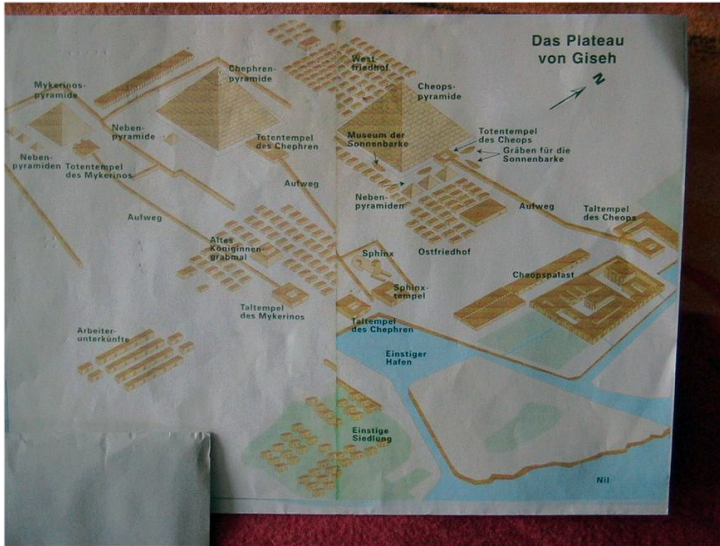 Das Plateau
von Giseh
N
West-
friedhof
Chephren-
pyramide
Cheops-
pyramide
Mykerinos-
pyramide
Neben-
pyramide
Totentempel
des Chephren
Museum der
Sonnenbarke
Totentempel
des Cheops
Gräben für die
Sonnenbarke
Neben-
pyramiden
Totentempel
des Mykerinos
Aufweg
Neben-
pyramiden
Aufweg
Taltempel
des Cheops
Aufweg
Altes
Königinnen-
grabmal
Ostfriedhof
Sphinx
Cheopspalast
Sphinx-
tempel
Taltempel
des Mykerinos
Taltempel
des Chephren
Arbeiter-
unterkünfte
Einstiger
Hafen
Einstige
Siedlung
Nil